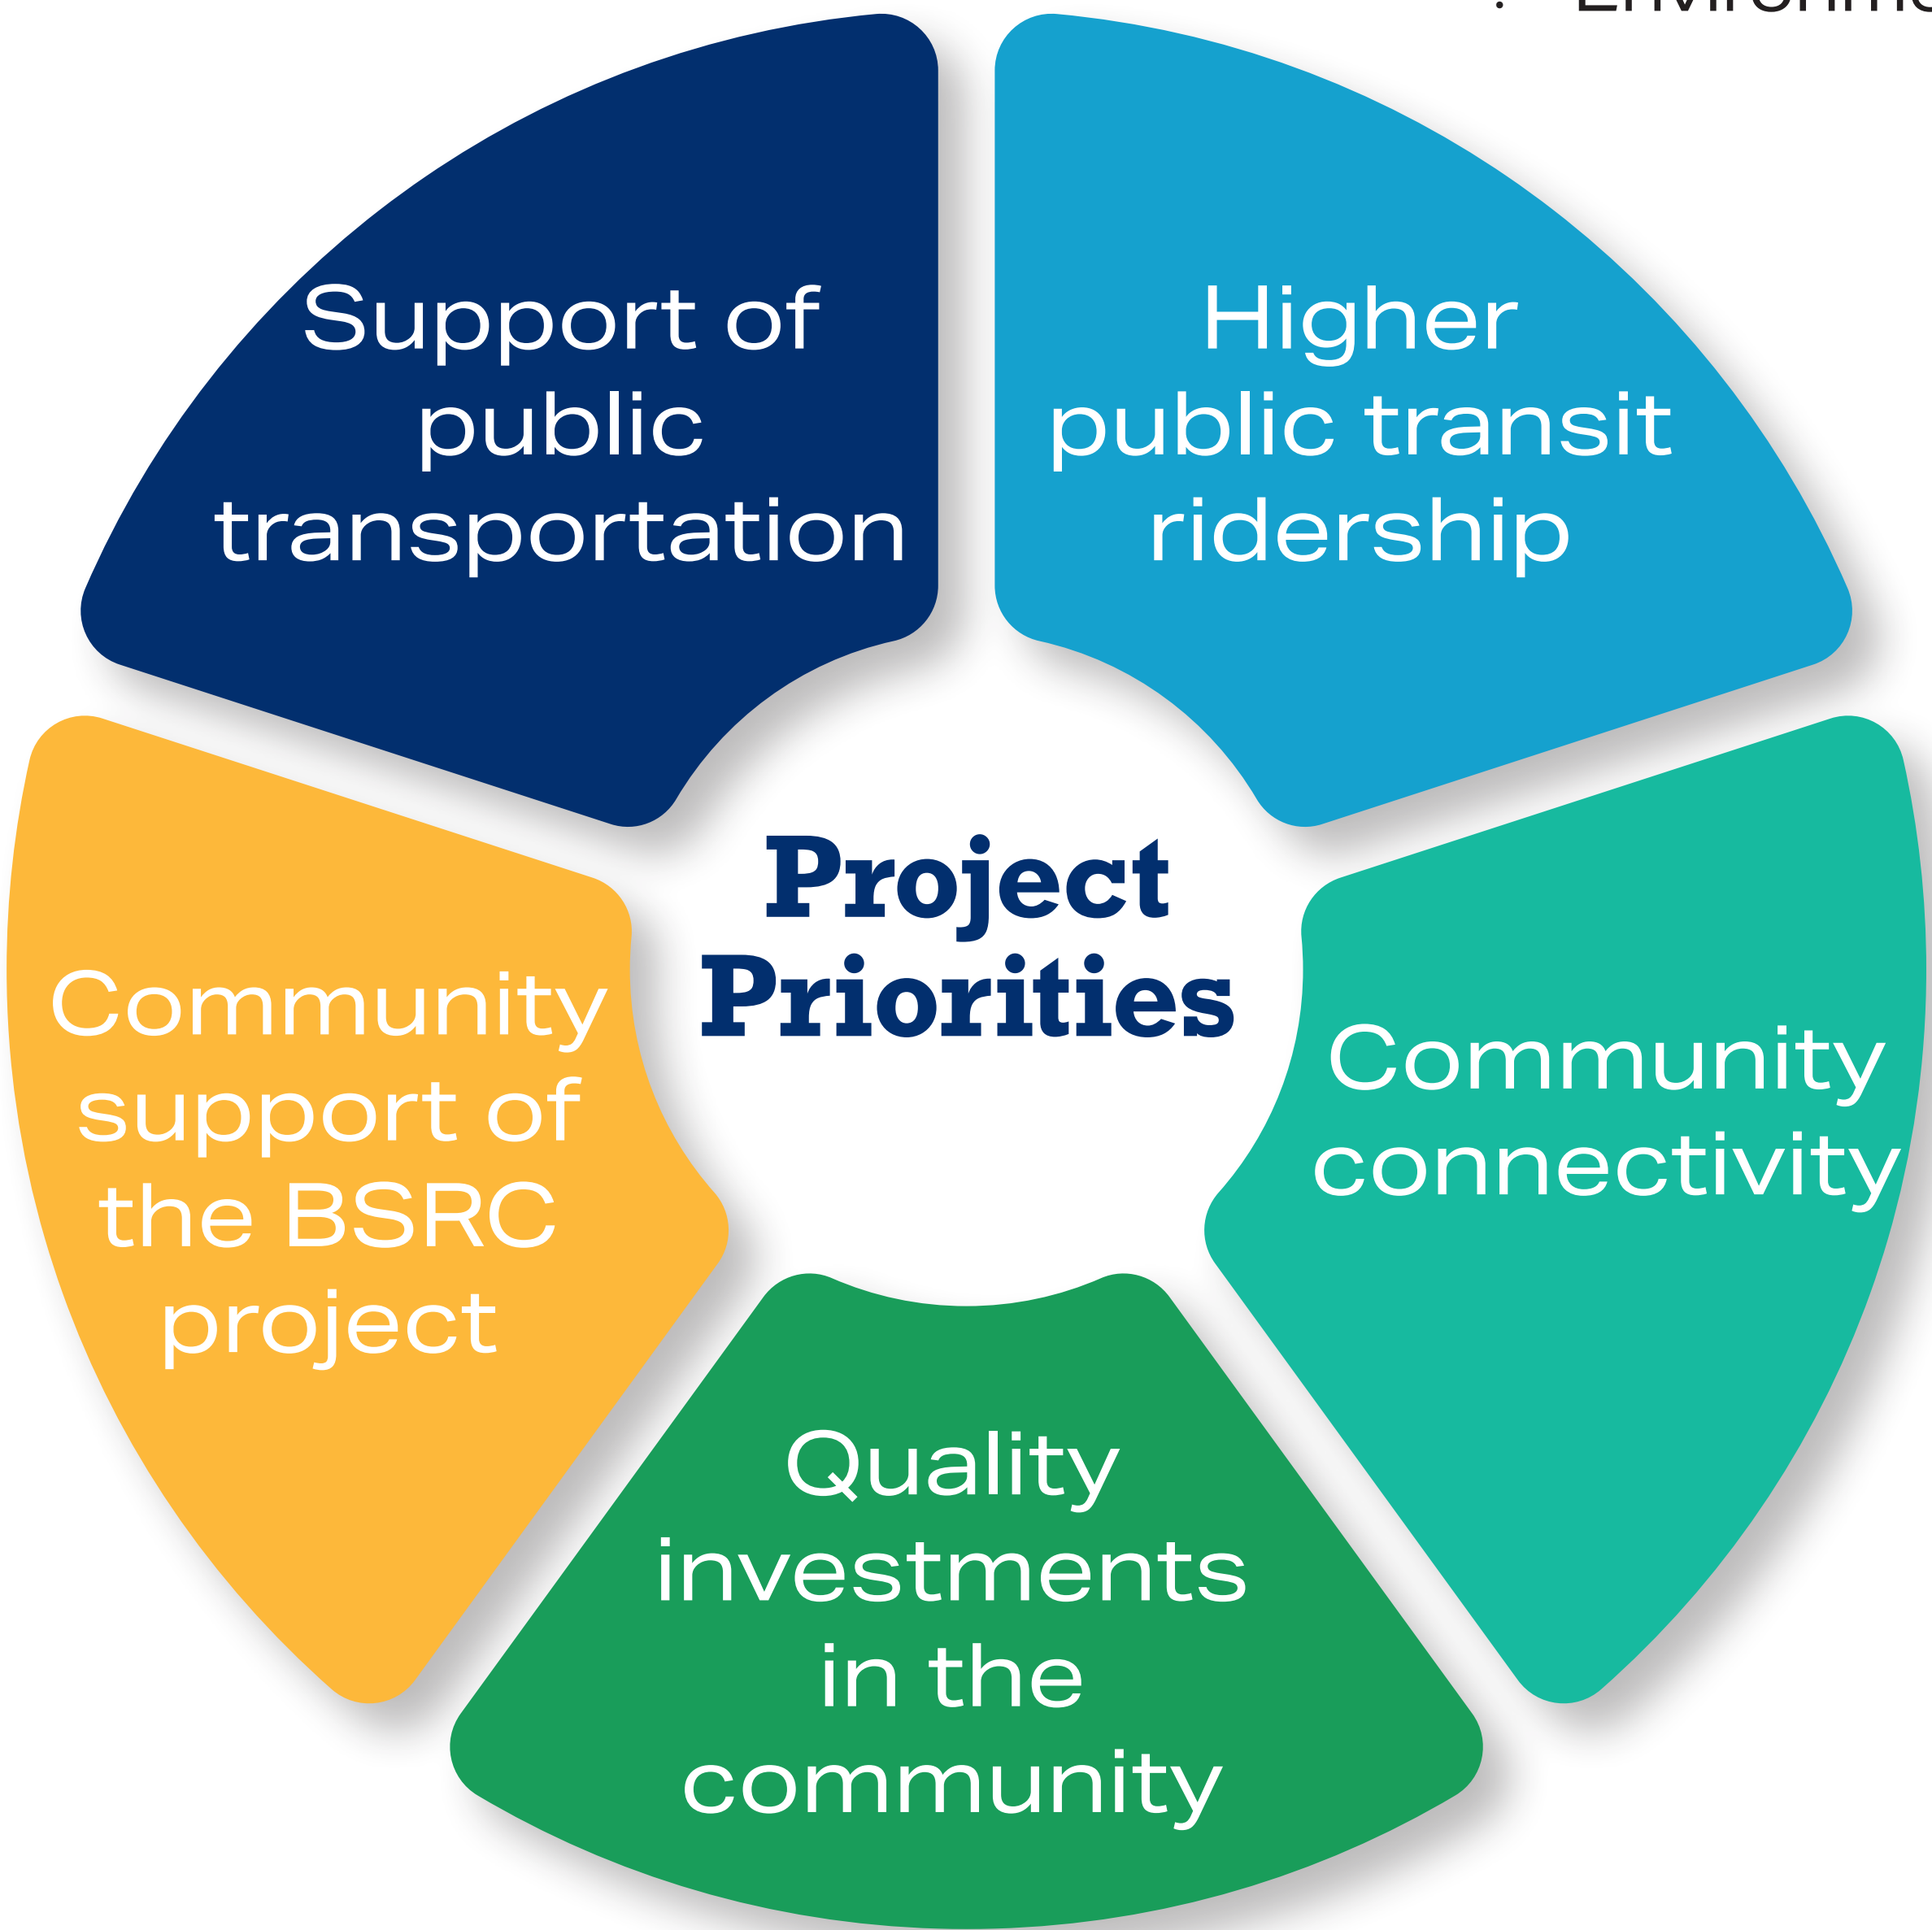 Support of
public
transportation
Higher
public transit
ridership
Project
Priorities
Community
support of
the BSRC
project
Community
connectivity
Quality
investments
in the
community